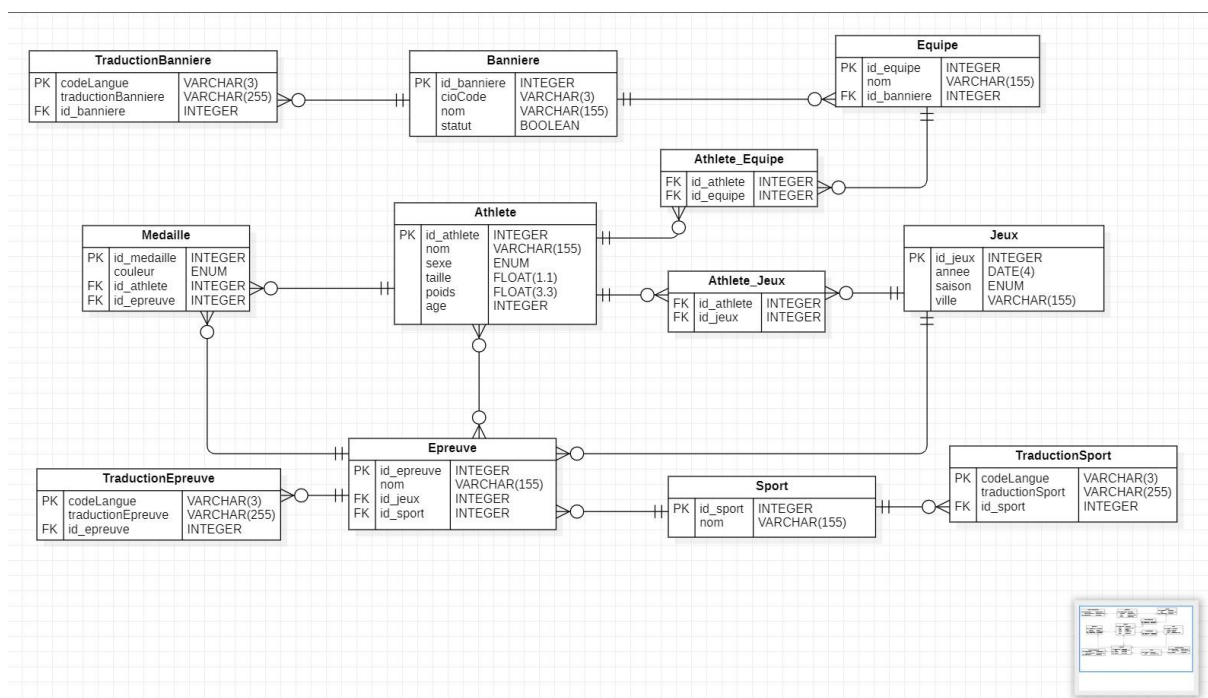 TraductionBanniere
PK codeLangue VARCHAR(3)
traductionBanniere VARCHAR(255)
FK id_banniere INTEGER
Banniere
PK id_banniere INTEGER
cioCode VARCHAR(3)
nom VARCHAR(155)
statut BOOLEAN
Equipe
PK id_equipe INTEGER
nom VARCHAR(155)
FK id_banniere INTEGER
Athlete_Equipe
FK id_athlete INTEGER
FK id_equipe INTEGER
Medaille
PK id_medaille INTEGER
couleur ENUM
FK id_athlete INTEGER
FK id_epreuve INTEGER
Athlete
PK id_athlete INTEGER
nom VARCHAR(155)
sexe ENUM
taille FLOAT(1.1)
poids FLOAT(3.3)
age INTEGER
Athlete_Jeux
FK id_athlete INTEGER
FK id_jeux INTEGER
Jeux
PK id_jeux INTEGER
annee DATE(4)
saison ENUM
ville VARCHAR(155)
TraductionEpreuve
PK codeLangue VARCHAR(3)
traductionEpreuve VARCHAR(255)
FK id_epreuve INTEGER
Epreuve
PK id_epreuve INTEGER
nom VARCHAR(155)
FK id_jeux INTEGER
FK id_sport INTEGER
Sport
PK id_sport INTEGER
nom VARCHAR(155)
TraductionSport
PK codeLangue VARCHAR(3)
traductionSport VARCHAR(255)
FK id_sport INTEGER